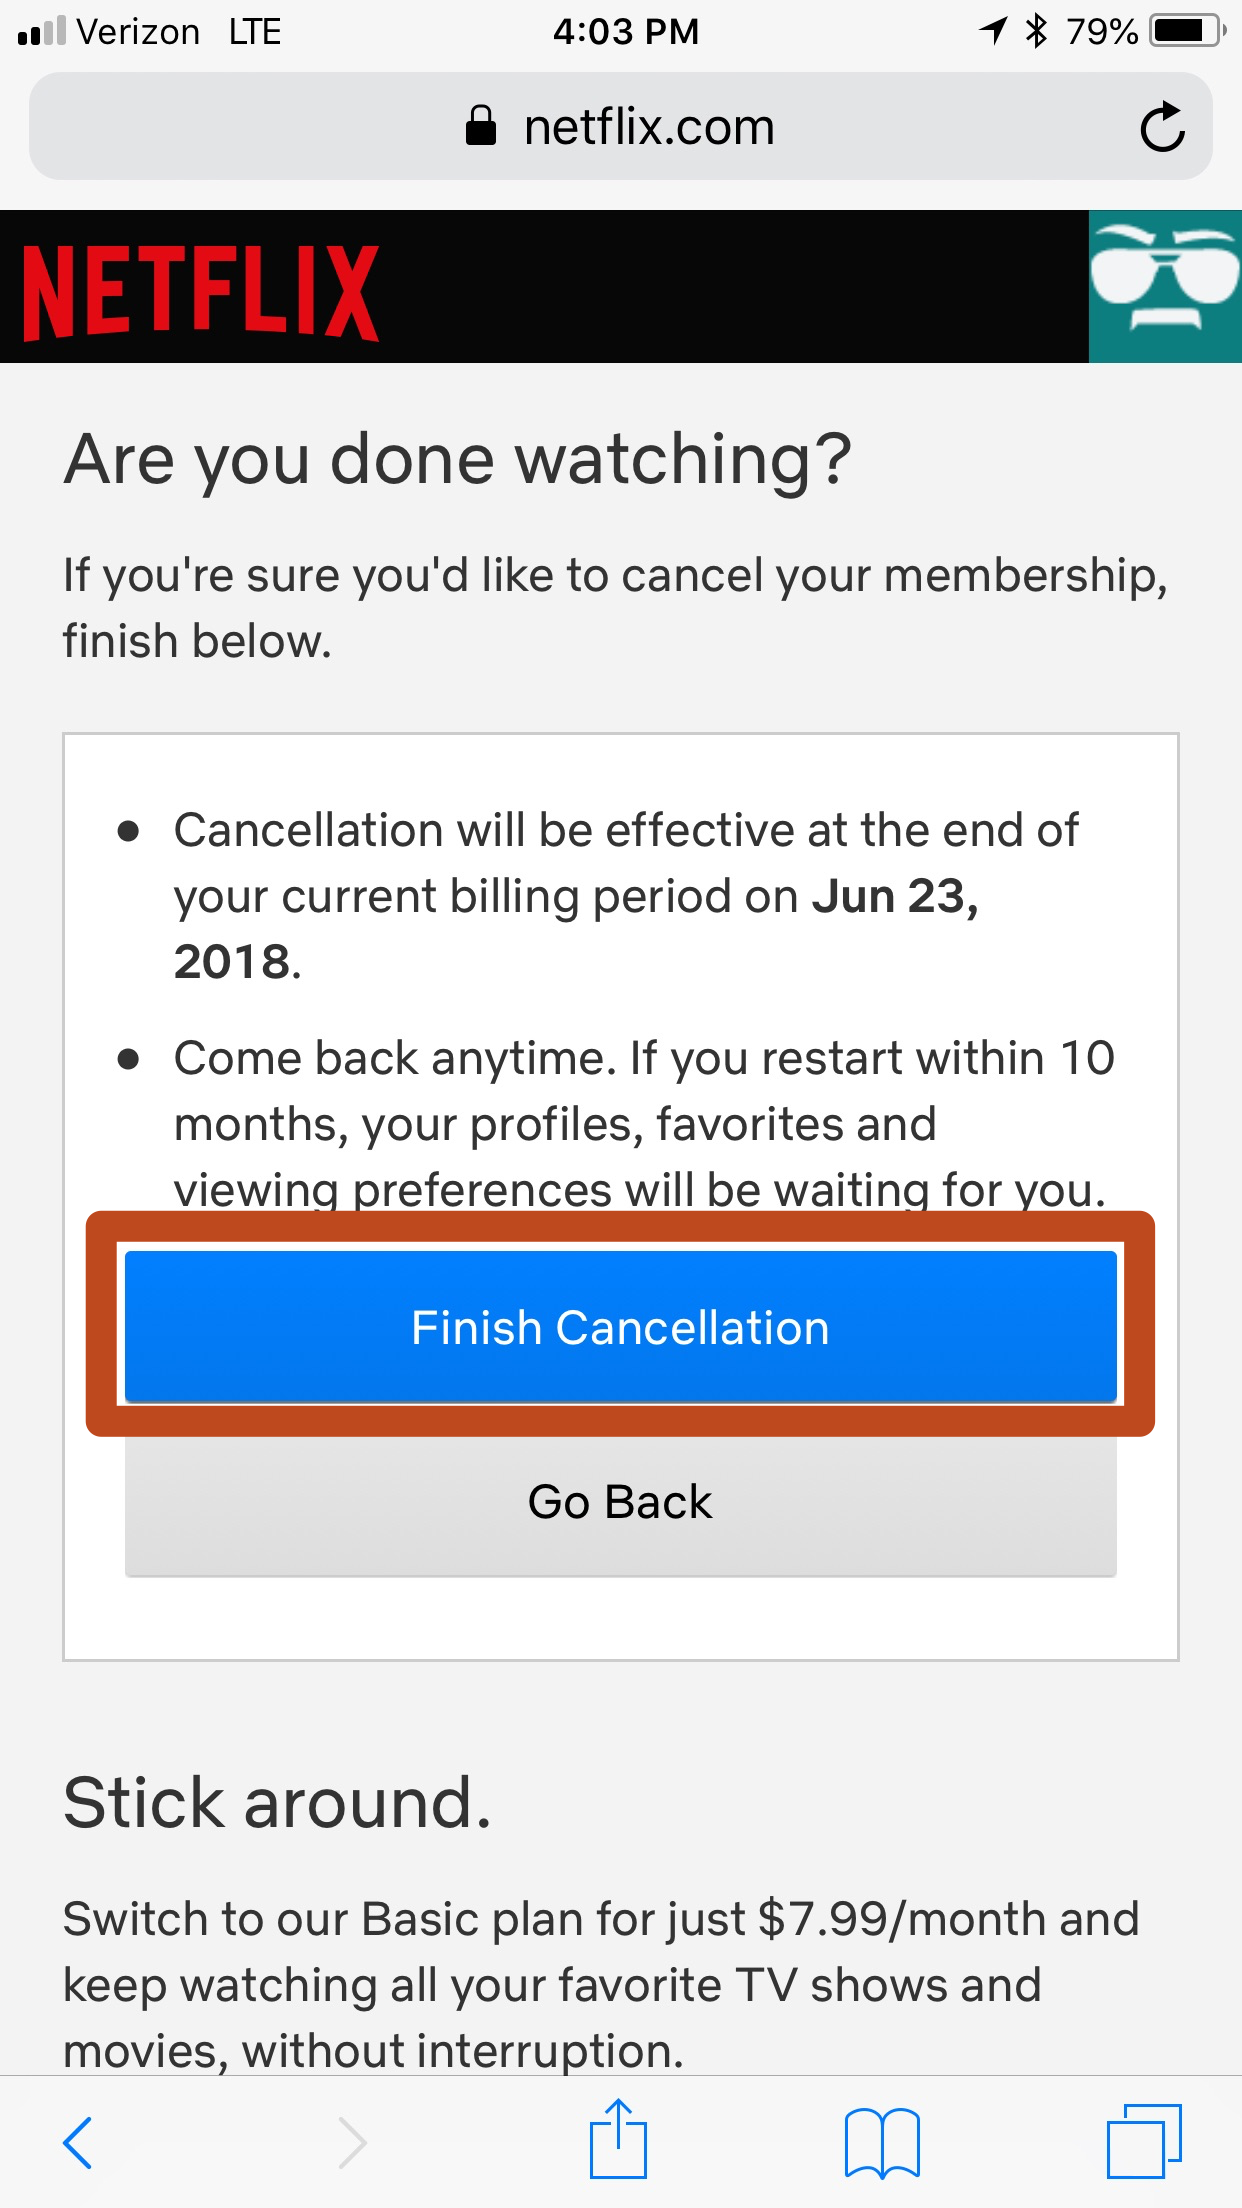 Verizon LTE 4:03 PM 79%
netflix.com
NETFLIX
Are you done watching?
If you're sure you'd like to cancel your membership,
finish below.
● Cancellation will be effective at the end of
your current billing period on Jun 23,
2018.
● Come back anytime. If you restart within 10
months, your profiles, favorites and
viewing preferences will be waiting for you.
Finish Cancellation
Go Back
Stick around.
Switch to our Basic plan for just $7.99/month and
keep watching all your favorite TV shows and
movies, without interruption.